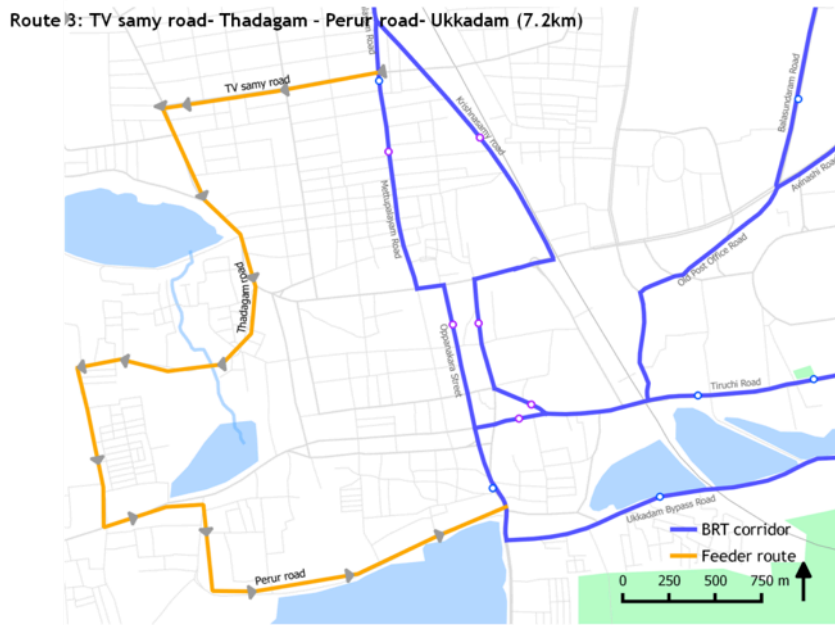 Route 3: TV samy road- Thadagam - Perur road- Ukkadam (7.2km)
Road
TV samy road
Krishnasamy road
Balasundaram Road
Avinashi Road
Mettupalayam Road
Old Post Office Road
Thadagam road
Oppanakara Street
Tiruchi Road
Ukkadam Bypass Road
BRT corridor
Feeder route
Perur road
0 250 500 750 m